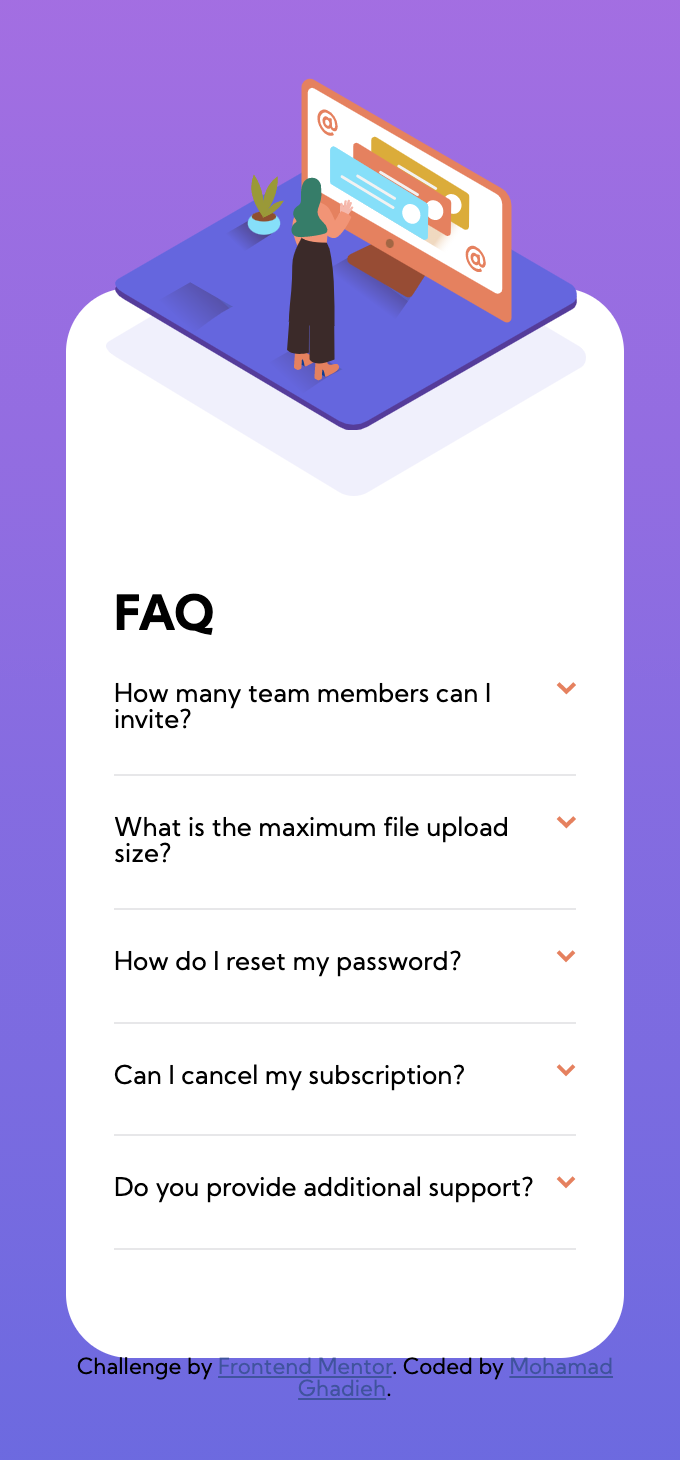 @
@
FAQ
How many team members can I
invite?
What is the maximum file upload
size?
How do I reset my password?
Can I cancel my subscription?
Do you provide additional support?
Challenge by Frontend Mentor. Coded by Mohamad
Ghadieh.